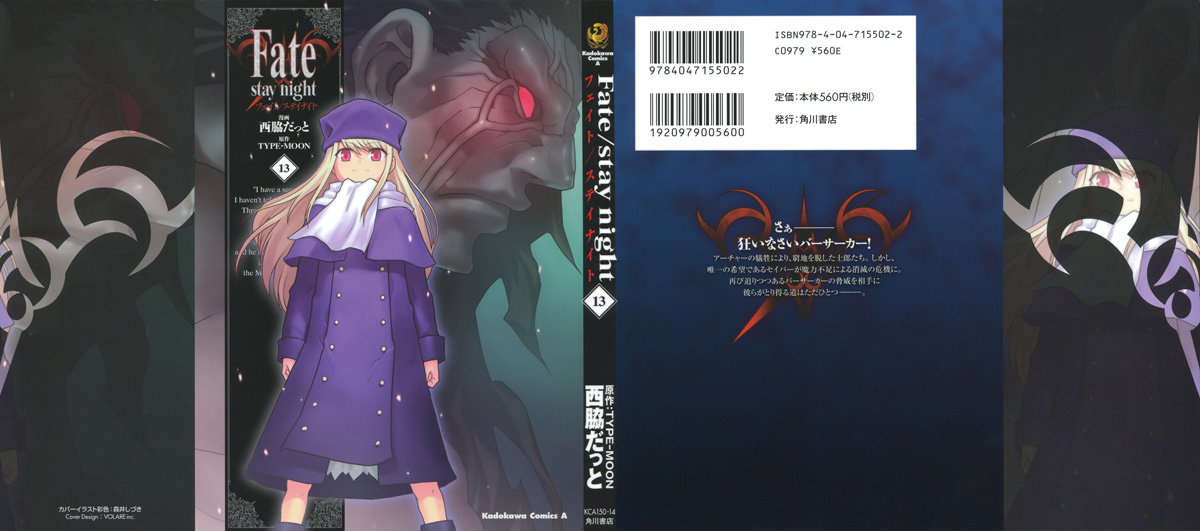 Fate
stay night
フェイト/ステイナイト
漫画
西脇だっと
原作
TYPE-MOON
13
"I have a
I haven't
the M
Kadokawa Comics A
カバーイラスト彩色:森井しづき
Cover Design : VOLARE inc.
Kadokawa
Comics
A
Fate/stay night
フェイト/ステイナイト
13
原作:TYPE-MOON
西脇だっと
KCA150-14
角川書店
9784047155022
1920979005600
ISBN978-4-04-715502-2
C0979 ¥560E
定価:本体560円(税別)
発行:角川書店
さぁ———
狂いなさいバーサーカー!
アーチャーの犠牲により、窮地を脱した士郎たち。しかし、
唯一の希望であるセイバーが魔力不足による消滅の危機に。
再び迫りつつあるバーサーカーの脅威を相手に
彼らがとり得る道はただひとつ———。